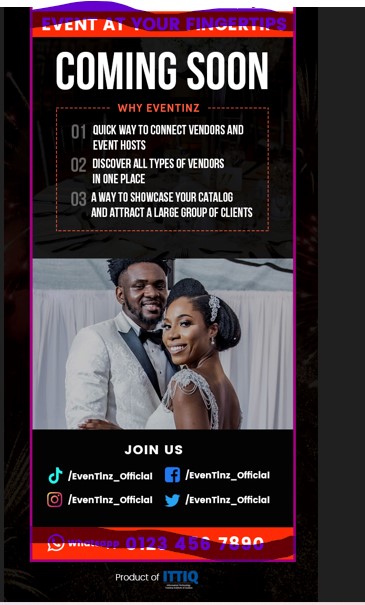 EVENT AT YOUR FINGERTIPS
COMING SOON
WHY EVENTINZ
01 QUICK WAY TO CONNECT VENDORS AND
EVENT HOSTS
02 DISCOVER ALL TYPES OF VENDORS
IN ONE PLACE
03 A WAY TO SHOWCASE YOUR CATALOG
AND ATTRACT A LARGE GROUP OF CLIENTS
JOIN US
/EvenTinz_Official /EvenTinz_Official
/EvenTinz_Official /EvenTinz_Official
Whatsapp 0123 456 7890
Product of ITTIQ